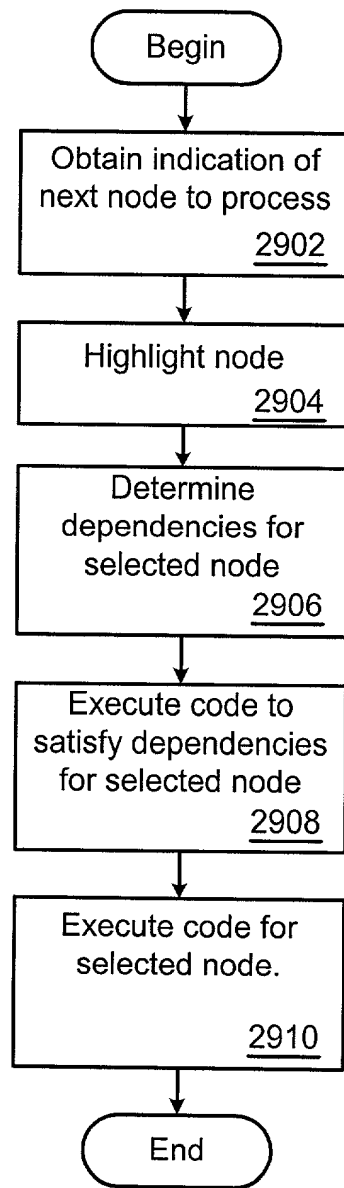 Begin
Obtain indication of
next node to process
2902
Highlight node
2904
Determine
dependencies for
selected node
2906
Execute code to
satisfy dependencies
for selected node
2908
Execute code for
selected node.
2910
End